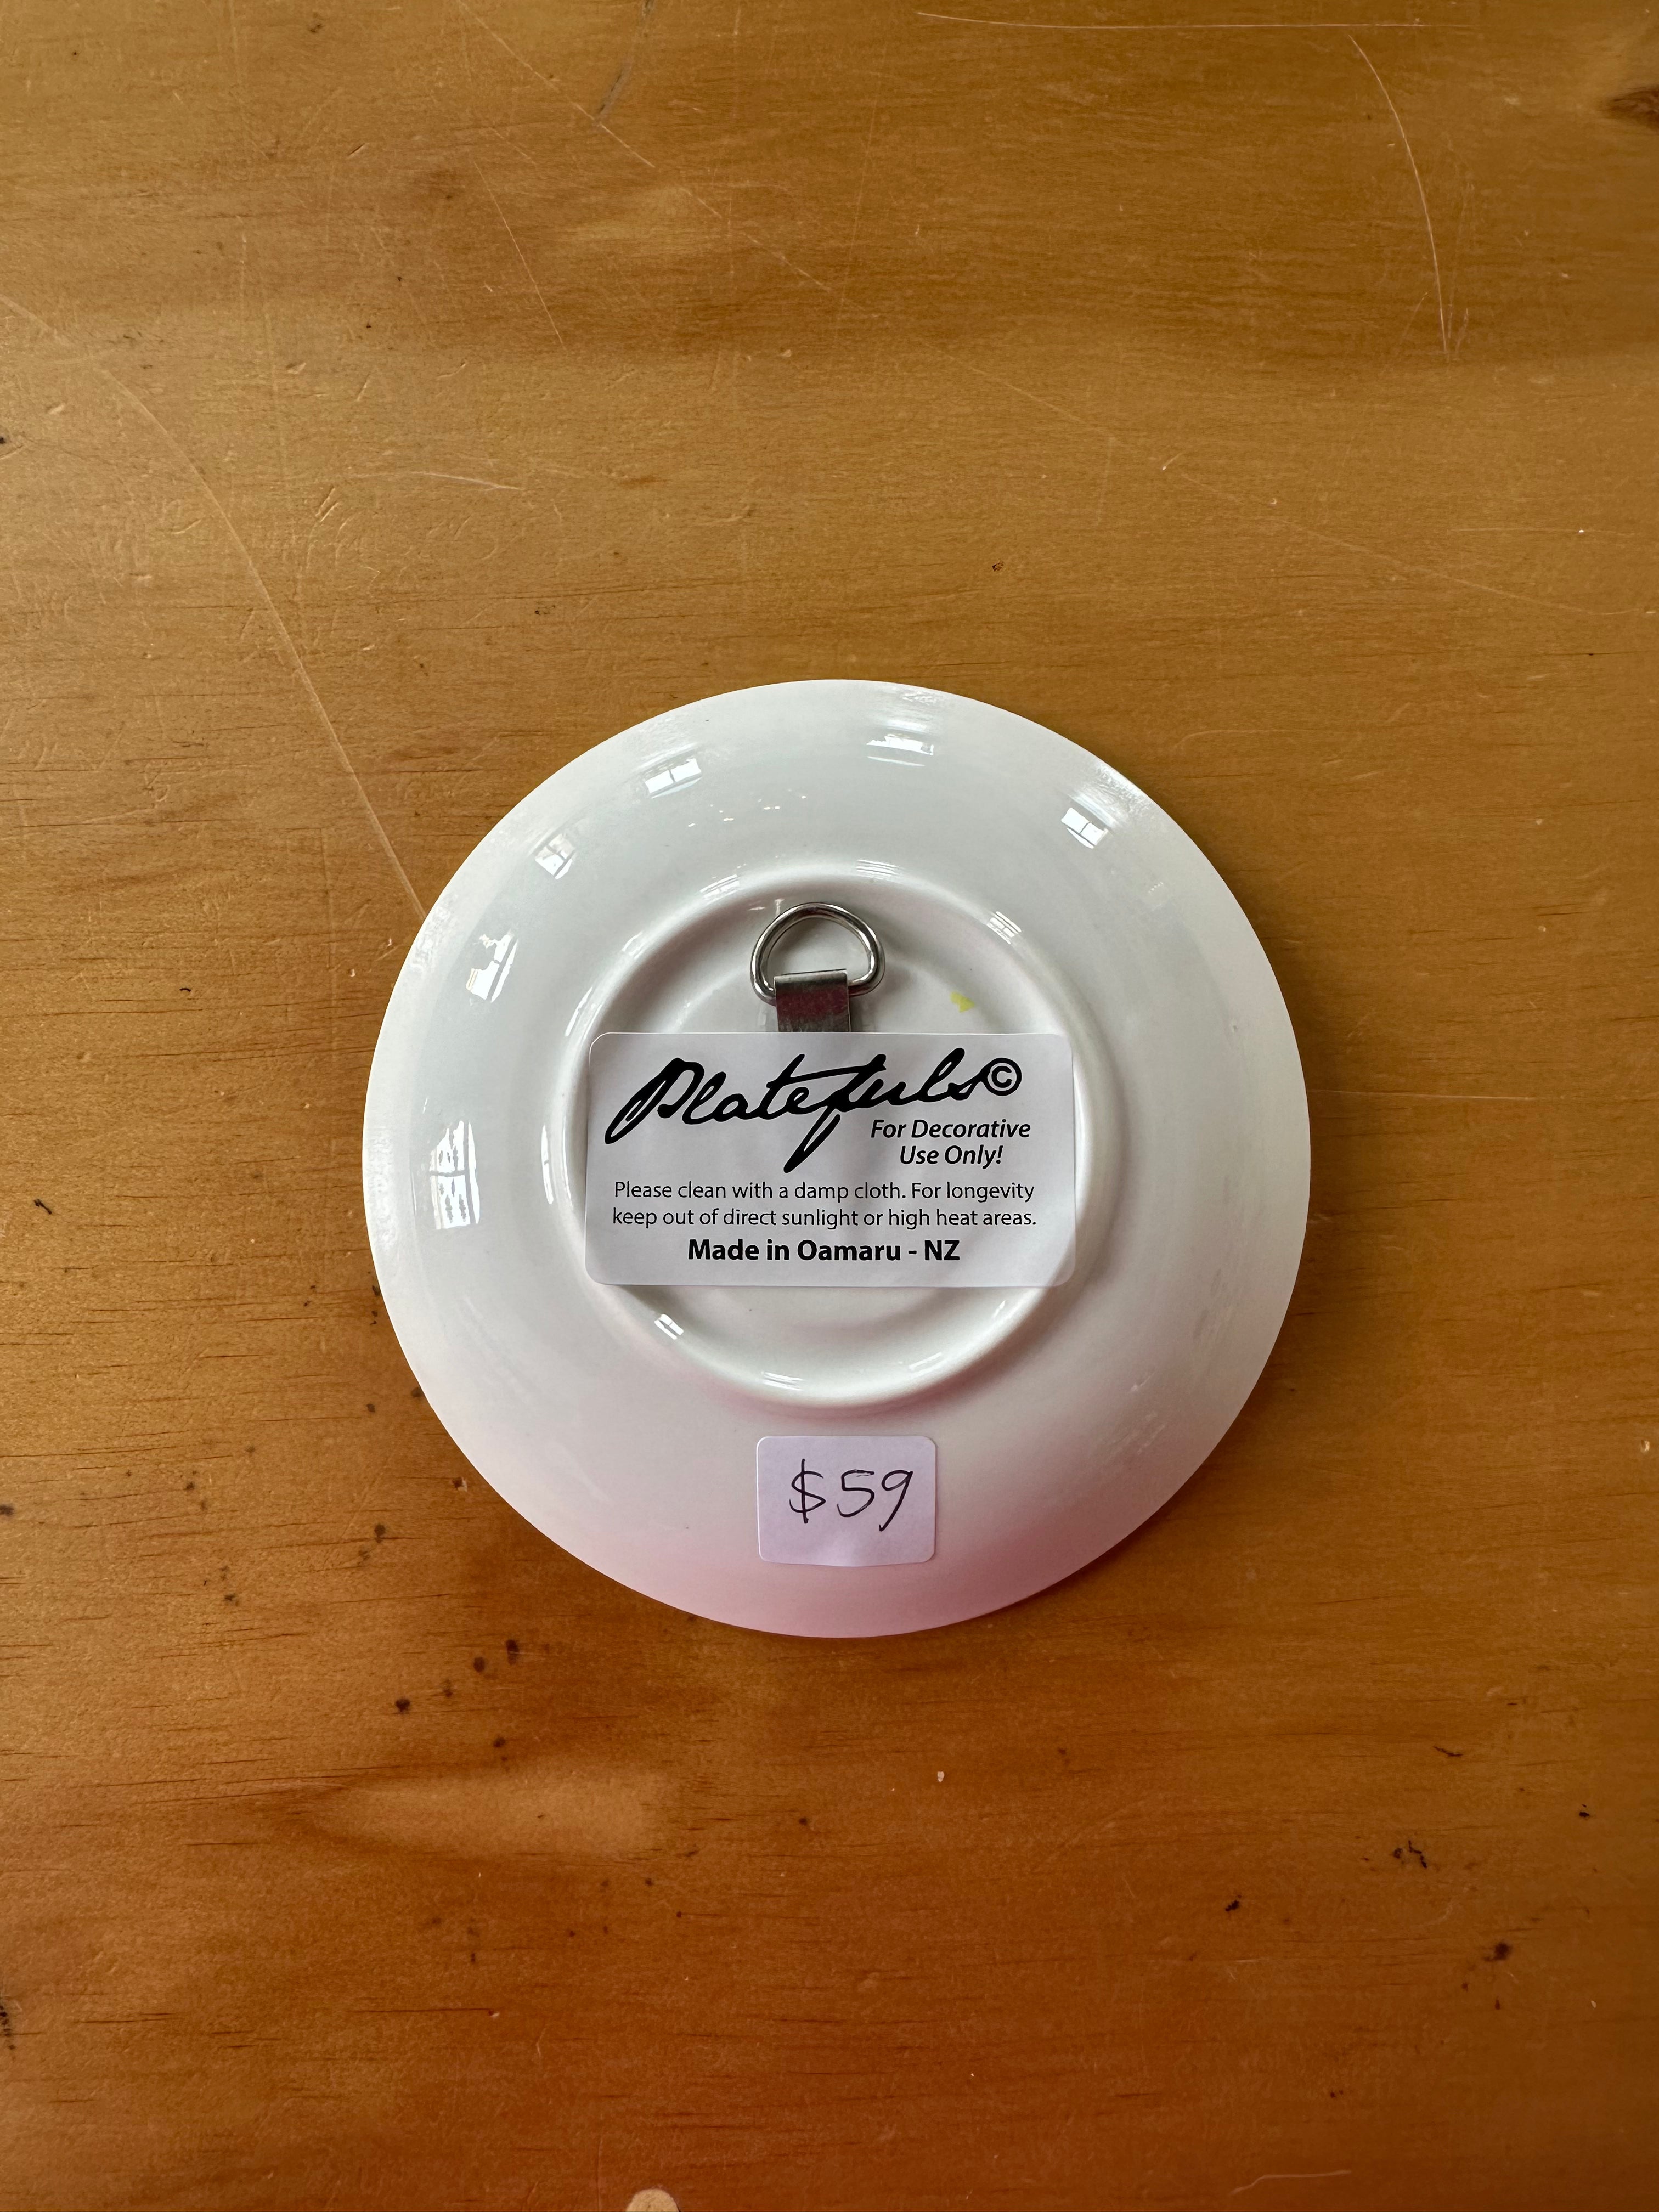 Platefuls©
For Decorative
Use Only!
Please clean with a damp cloth. For longevity
keep out of direct sunlight or high heat areas.
Made in Oamaru - NZ
$59